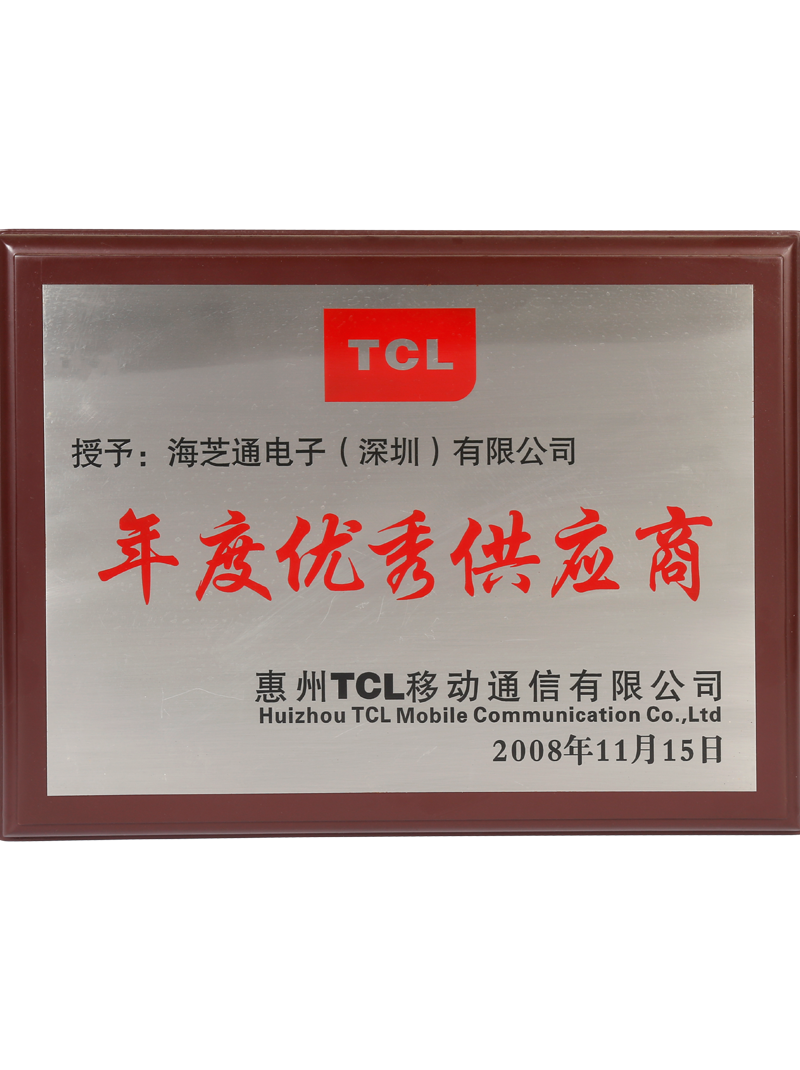 TCL
授予：海芝通电子（深圳）有限公司
年度优秀供应商
惠州TCL移动通信有限公司
Huizhou TCL Mobile Communication Co.,Ltd
2008年11月15日